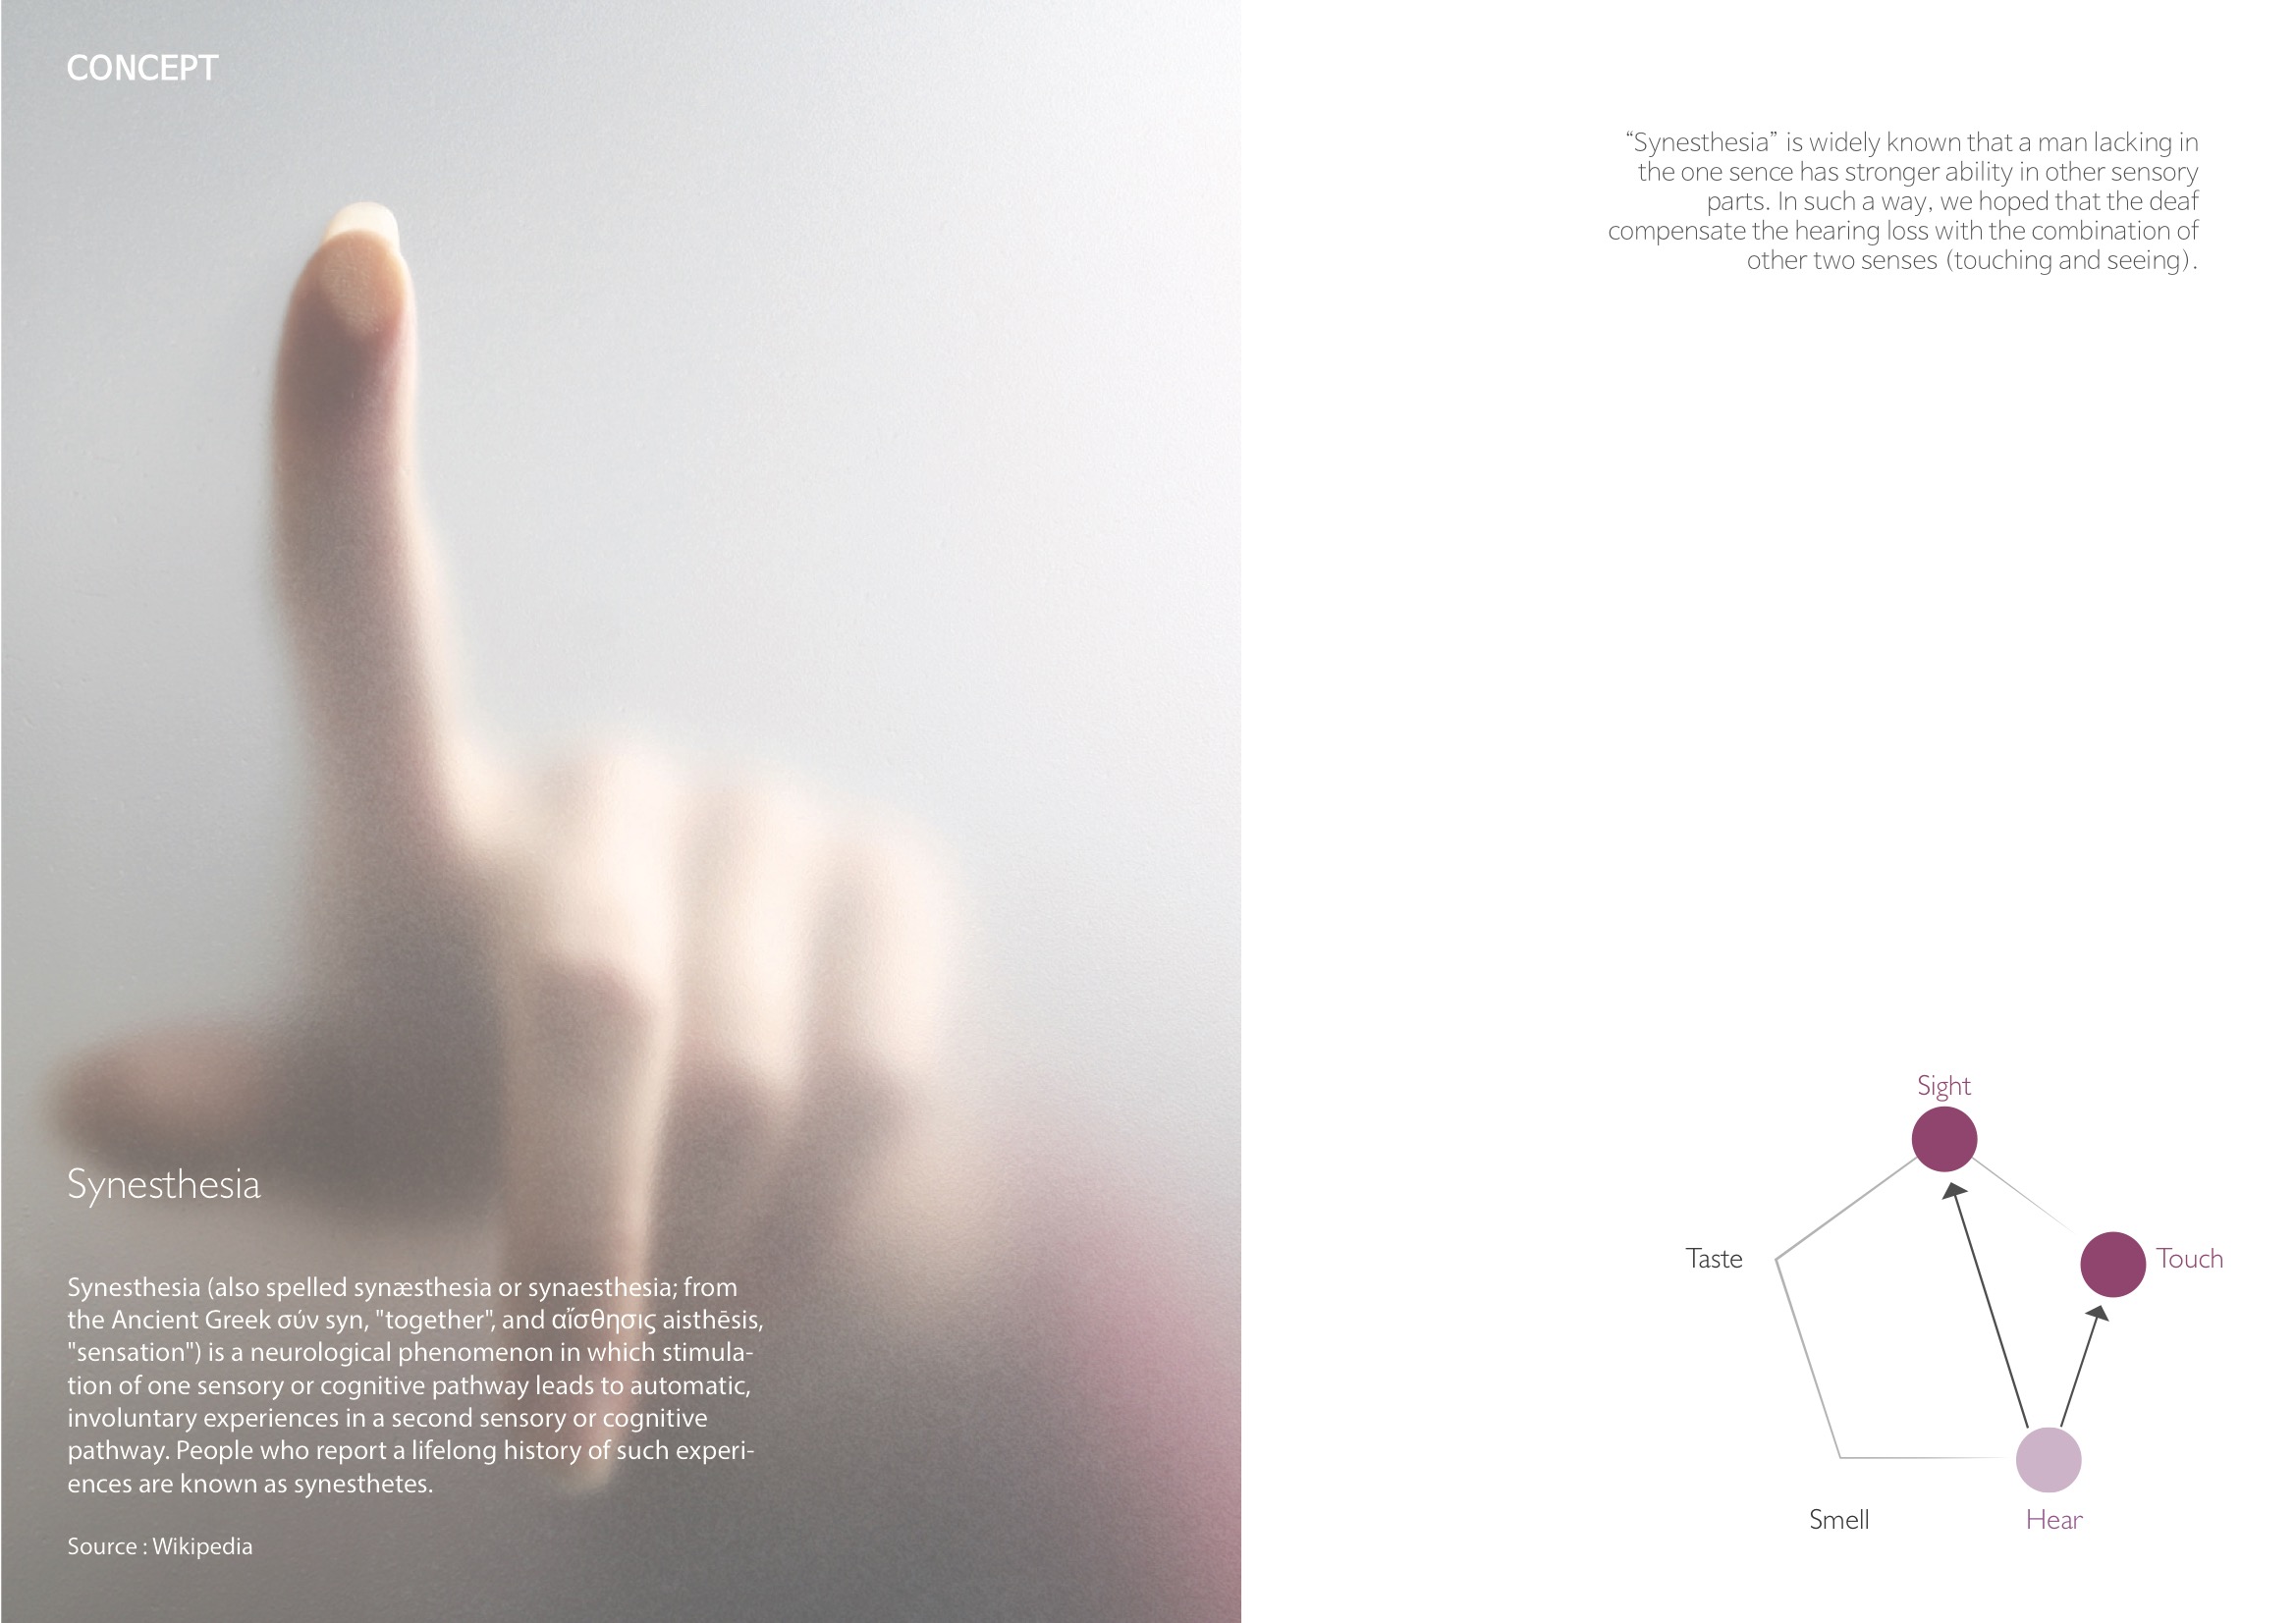 CONCEPT
Synesthesia
Synesthesia (also spelled synæsthesia or synaesthesia; from
the Ancient Greek σύν syn, "together", and αἴσθησις aisthēsis,
"sensation") is a neurological phenomenon in which stimula-
tion of one sensory or cognitive pathway leads to automatic,
involuntary experiences in a second sensory or cognitive
pathway. People who report a lifelong history of such experi-
ences are known as synesthetes.
Source : Wikipedia
“Synesthesia” is widely known that a man lacking in
the one sence has stronger ability in other sensory
parts. In such a way, we hoped that the deaf
compensate the hearing loss with the combination of
other two senses (touching and seeing).
Sight
Taste
Touch
Smell
Hear